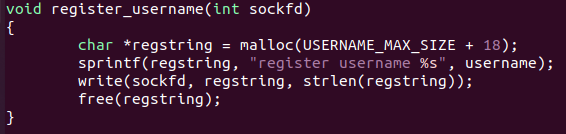 void register_username(int sockfd)
{
        char *regstring = malloc(USERNAME_MAX_SIZE + 18);
        sprintf(regstring, "register username %s", username);
        write(sockfd, regstring, strlen(regstring));
        free(regstring);
}